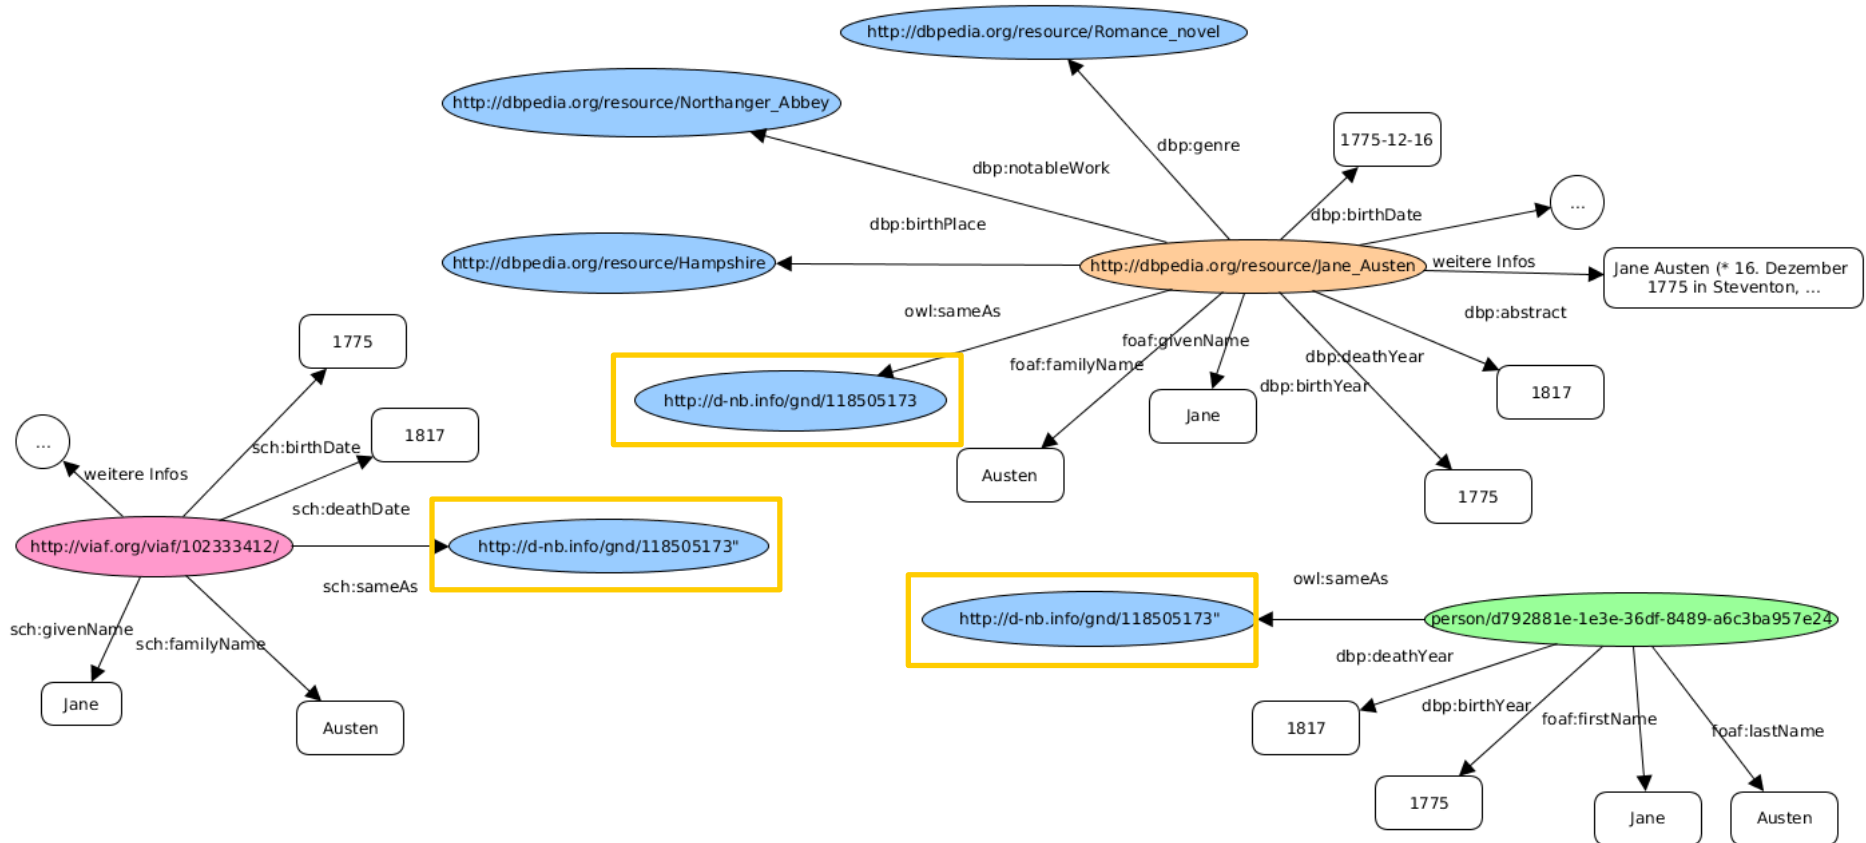 http://dbpedia.org/resource/Romance_novel
http://dbpedia.org/resource/Northanger_Abbey
1775-12-16
dbp:genre
dbp:notableWork
...
dbp:birthDate
dbp:birthPlace
http://dbpedia.org/resource/Hampshire
http://dbpedia.org/resource/Jane_Austen
weitere Infos
Jane Austen (* 16. Dezember
1775 in Steventon, ...
owl:sameAs
dbp:abstract
foaf:givenName
foaf:familyName
dbp:deathYear
dbp:birthYear
http://d-nb.info/gnd/118505173
1817
Jane
Austen
1775
1775
...
1817
sch:birthDate
weitere Infos
sch:deathDate
http://viaf.org/viaf/102333412/
http://d-nb.info/gnd/118505173"
sch:sameAs
sch:givenName
sch:familyName
Jane
Austen
owl:sameAs
http://d-nb.info/gnd/118505173"
person/d792881e-1e3e-36df-8489-a6c3ba957e24
dbp:deathYear
dbp:birthYear
foaf:firstName
foaf:lastName
1817
1775
Jane
Austen